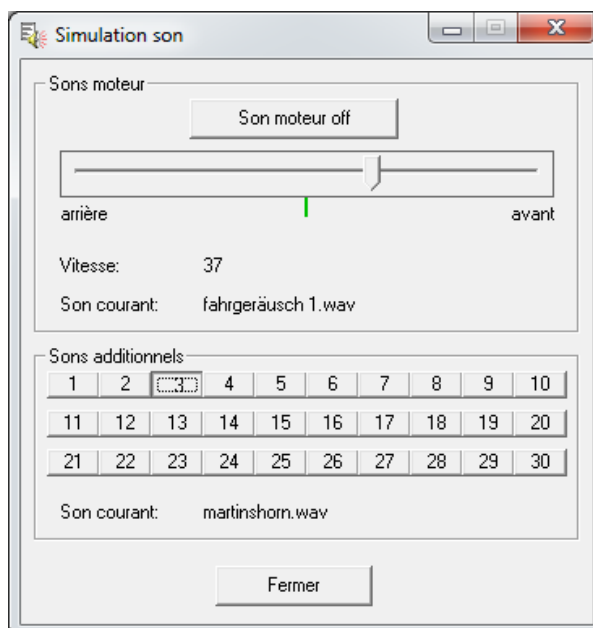 Simulation son
Sons moteur
Son moteur off
arrière avant
Vitesse: 37
Son courant: fahrgeräusch 1.wav
Sons additionnels
1 2 3 4 5 6 7 8 9 10
11 12 13 14 15 16 17 18 19 20
21 22 23 24 25 26 27 28 29 30
Son courant: martinshorn.wav
Fermer